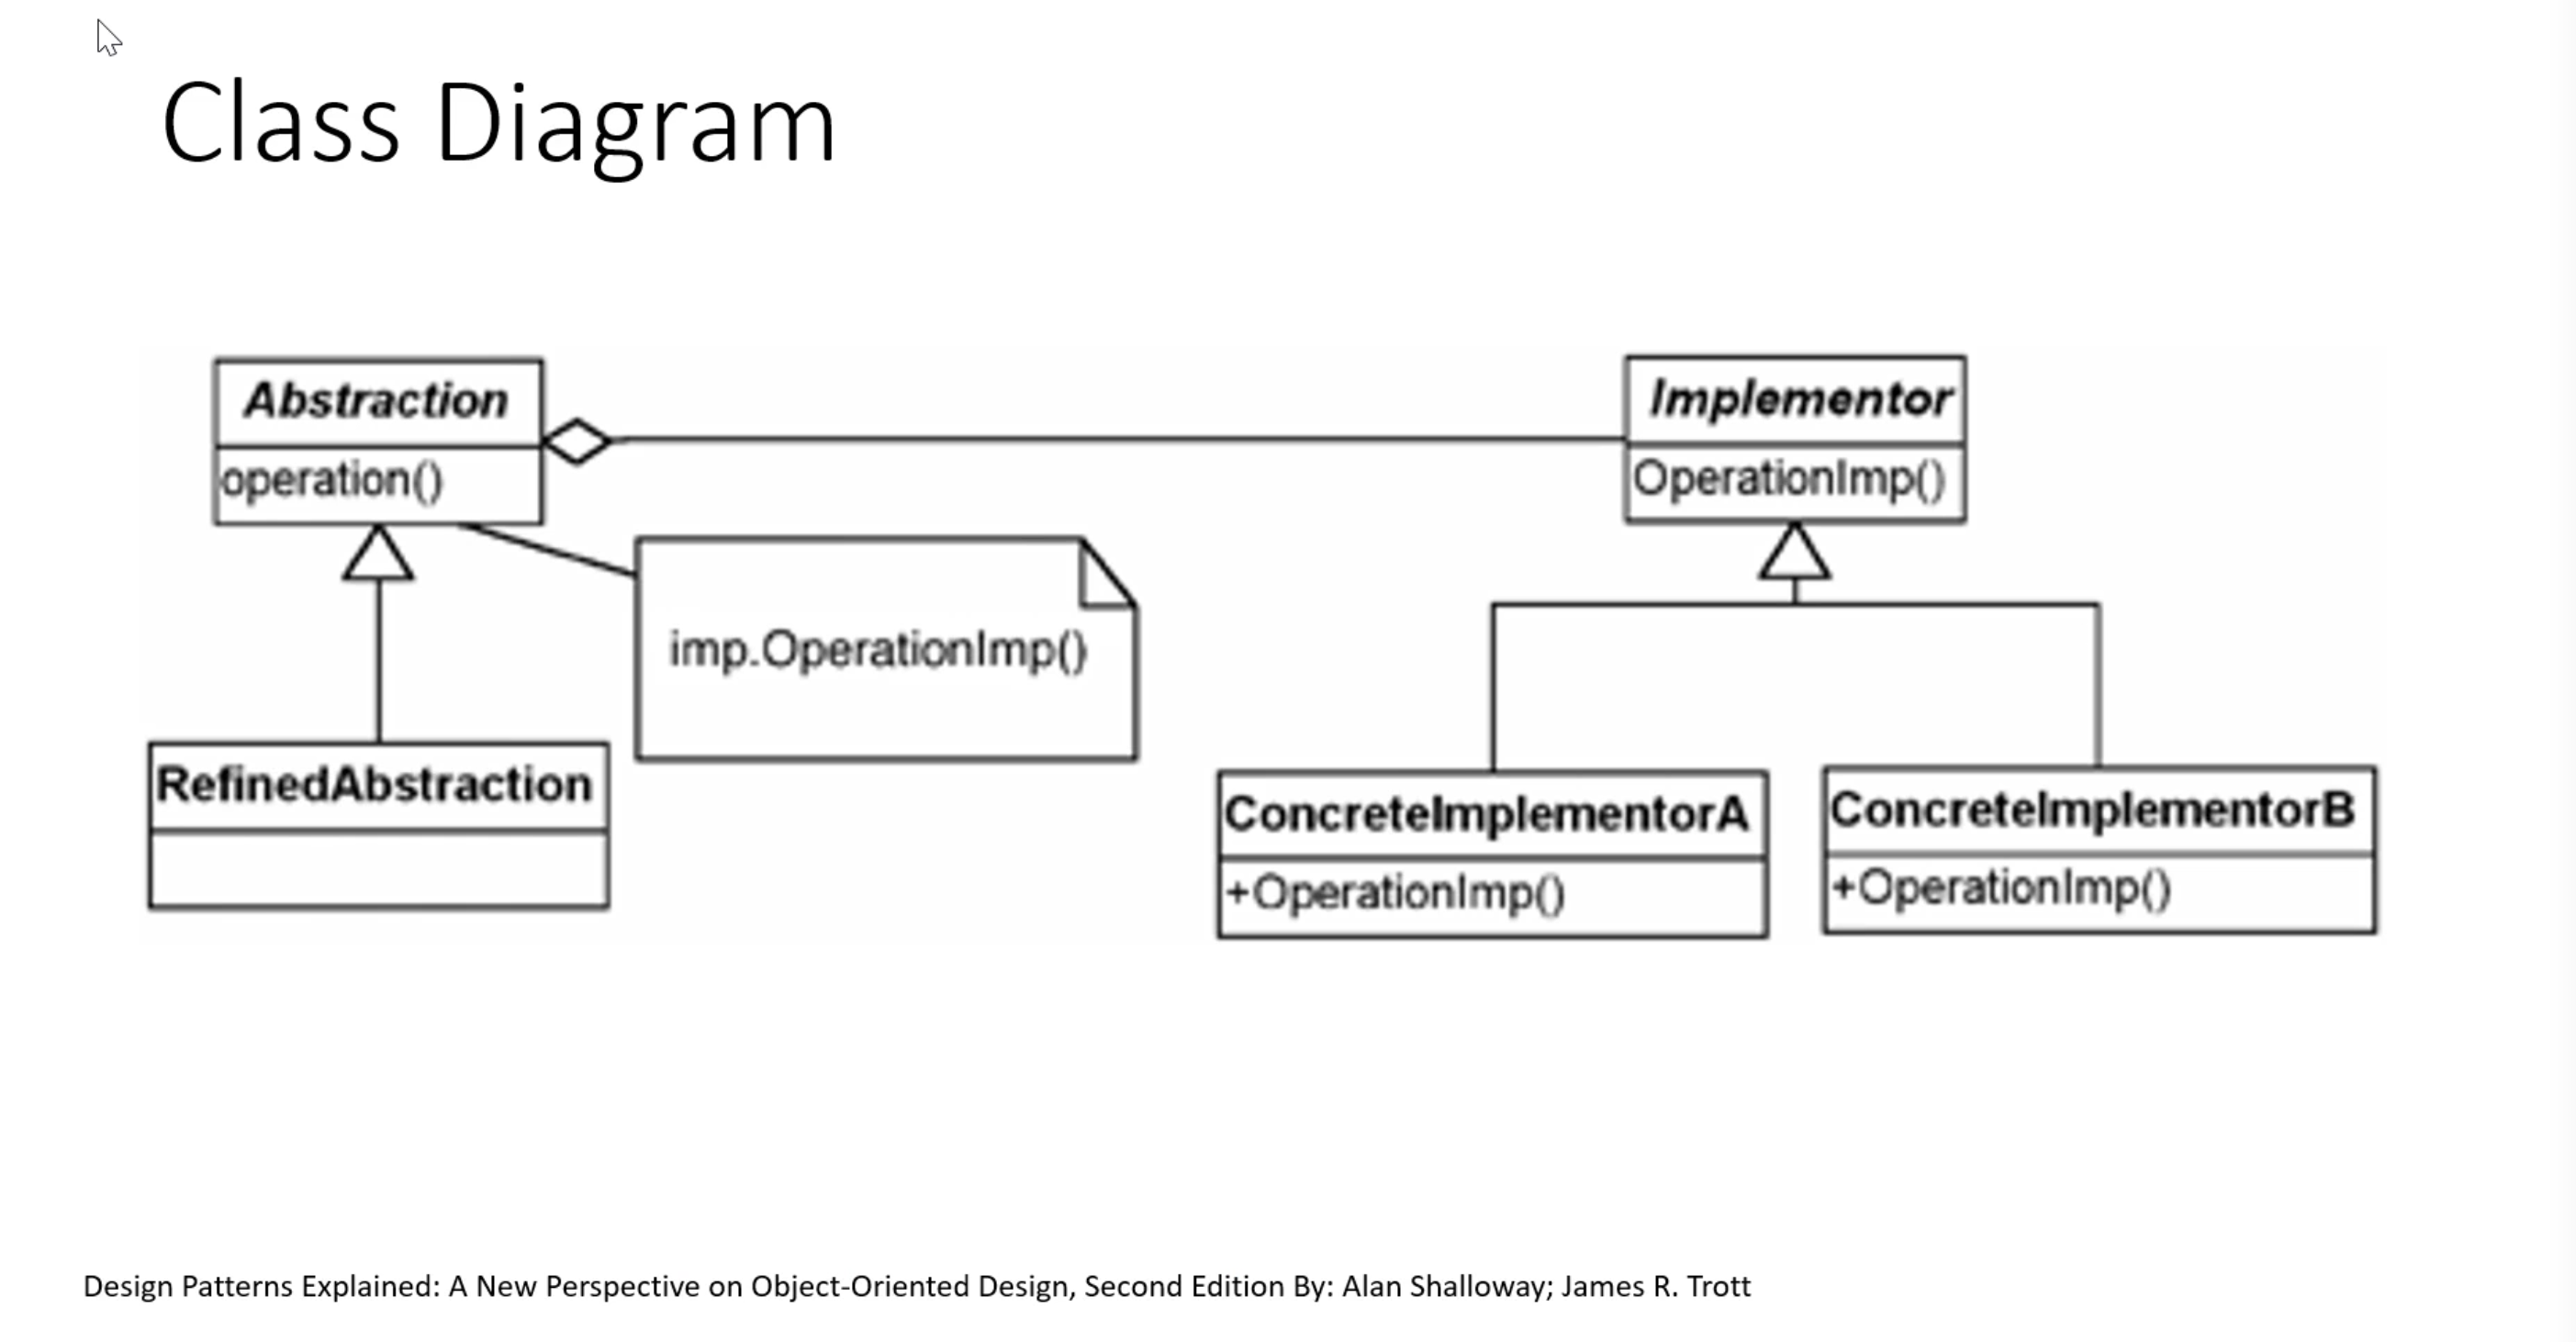 Class Diagram
Abstraction
operation()
Implementor
OperationImp()
imp.OperationImp()
RefinedAbstraction
ConcreteImplementorA
+OperationImp()
ConcreteImplementorB
+OperationImp()
Design Patterns Explained: A New Perspective on Object-Oriented Design, Second Edition By: Alan Shalloway; James R. Trott